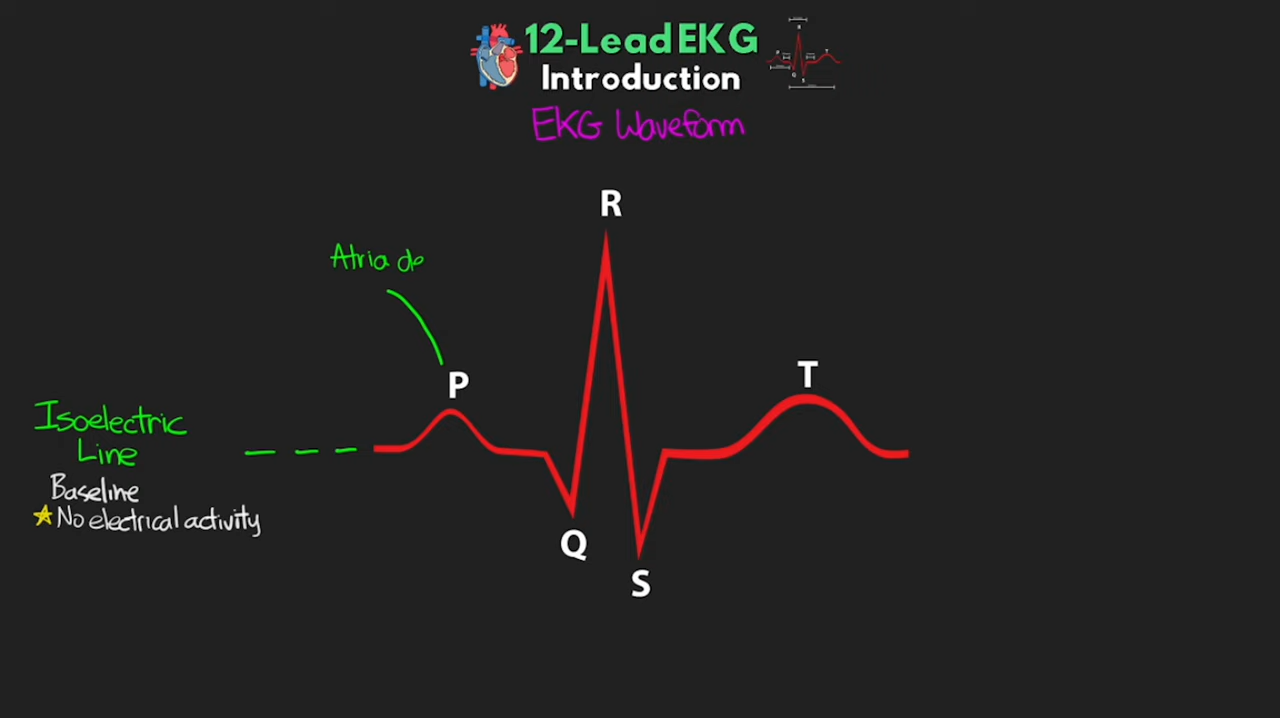 12-Lead EKG
Introduction
EKG Waveform
R
Atria de
P
T
Isoelectric
Line
Baseline
No electrical activity
Q
S